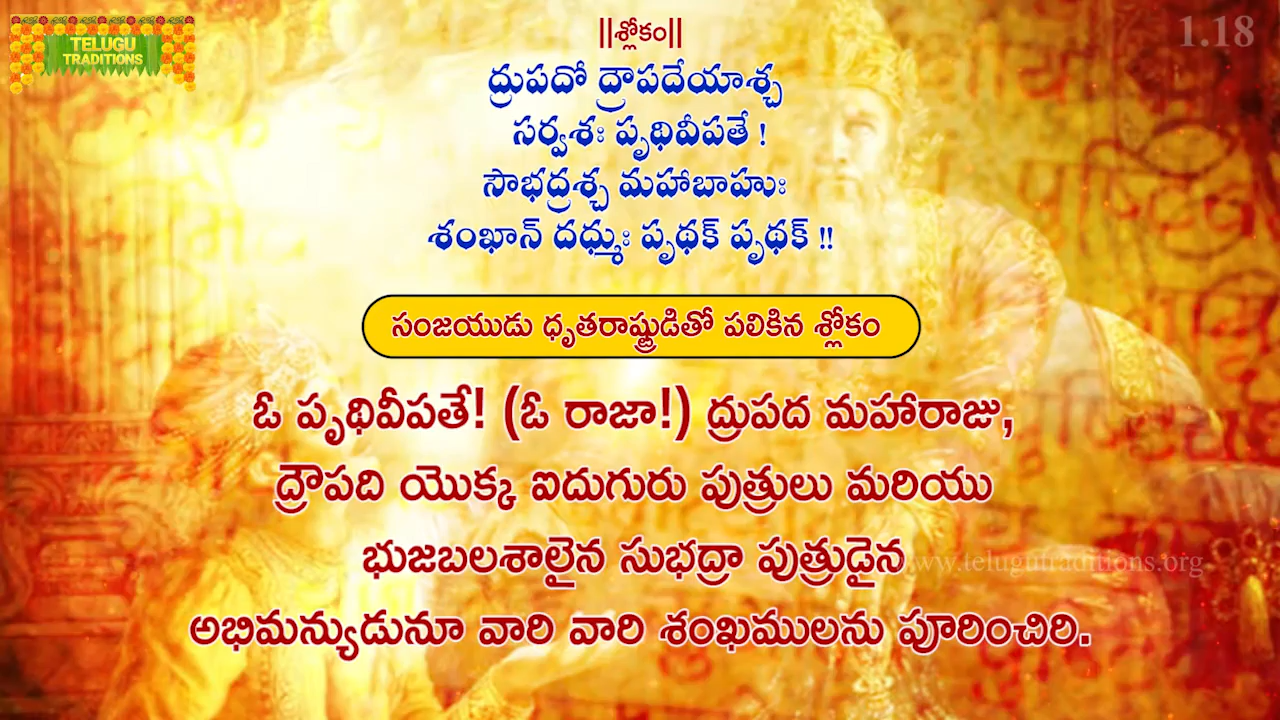 TELUGU
TRADITIONS
1.18
||శ్లోకం||
ద్రుపదో ద్రౌపదేయాశ్చ
సర్వశః పృథివీపతే !
సౌభద్రశ్చ మహాబాహుః
శంఖాన్ దధ్ముః పృథక్ పృథక్ !!
సంజయుడు ధృతరాష్ట్రుడితో పలికిన శ్లోకం
ఓ పృథివీపతే! (ఓ రాజా!) ద్రుపద మహారాజు,
ద్రౌపది యొక్క ఐదుగురు పుత్రులు మరియు
భుజబలశాలైన సుభద్రా పుత్రుడైన
www.telugutraditions.org
అభిమన్యుడునూ వారి వారి శంఖములను పూరించిరి.